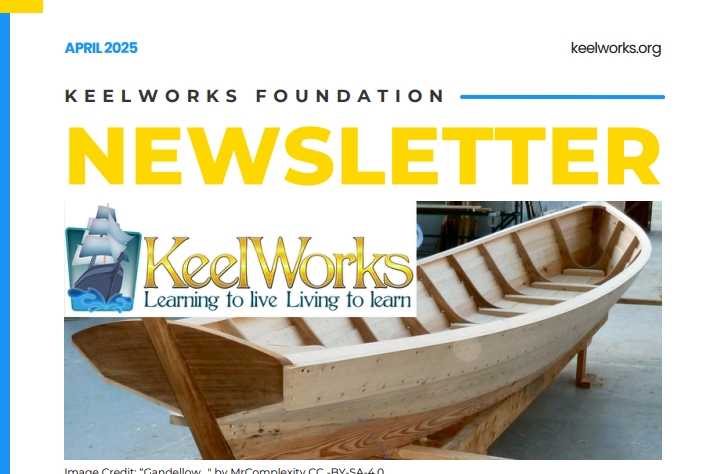 APRIL 2025
keelworks.org
KEELWORKS FOUNDATION
NEWSLETTER
KeelWorks
Learning to live Living to learn
Image Credit: "Gandellow_" by MrComplexity CC -BY-SA-4.0